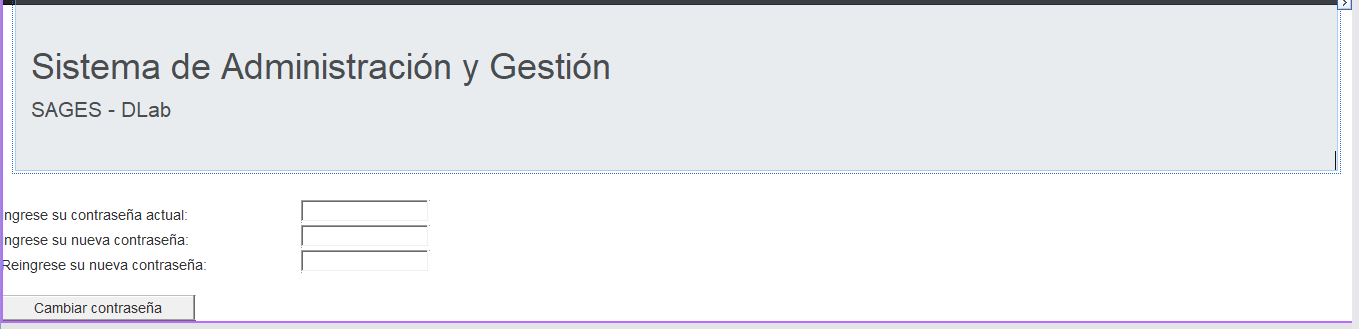 Sistema de Administración y Gestión
SAGES - DLab
ngrese su contraseña actual:
ngrese su nueva contraseña:
Reingrese su nueva contraseña:
Cambiar contraseña